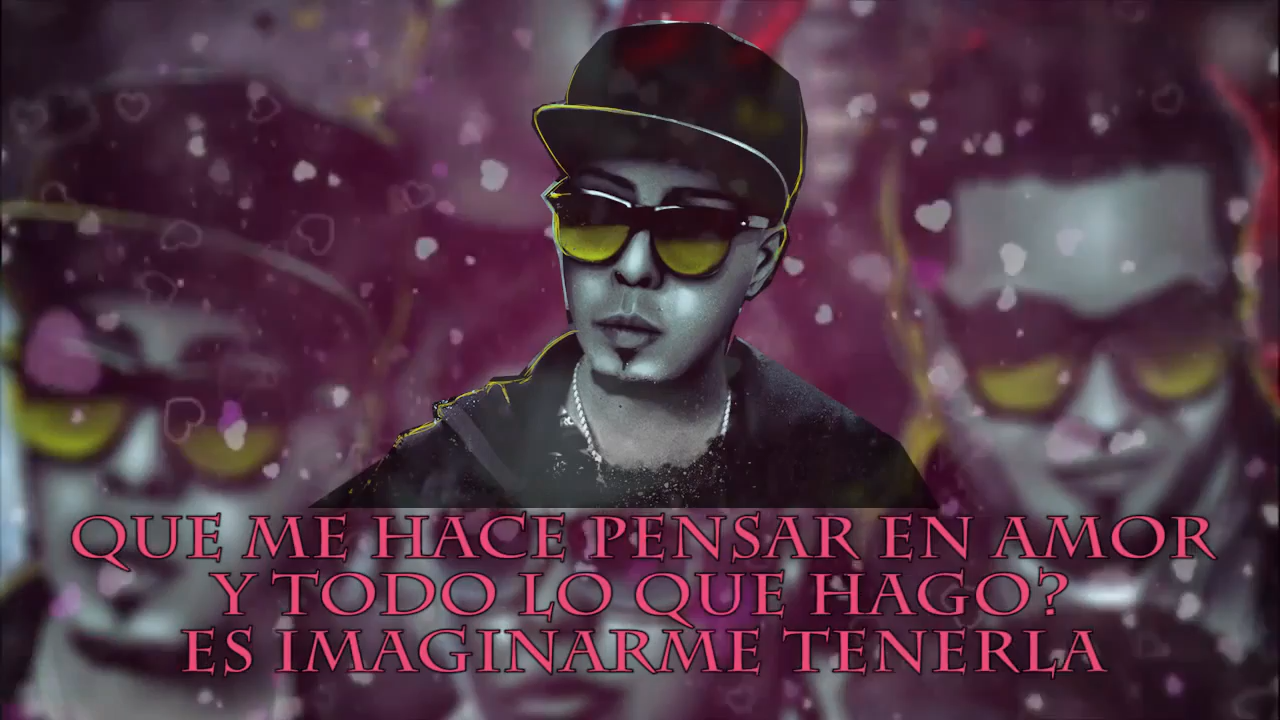 QUE ME HACE PENSAR EN AMOR
Y TODO LO QUE HAGO?
ES IMAGINARME TENERLA